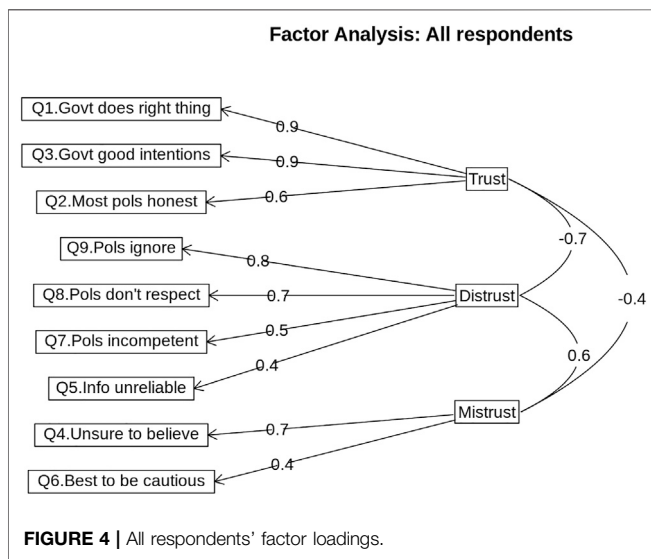 Factor Analysis: All respondents
Q1.Govt does right thing
0.9
Q3.Govt good intentions
0.9
Trust
Q2.Most pols honest
0.6
Q9.Pols ignore
-0.7
0.8
Q8.Pols don't respect
0.7
Distrust
-0.4
Q7.Pols incompetent
0.5
0.6
Q5.Info unreliable
0.4
Mistrust
Q4.Unsure to believe
0.7
Q6.Best to be cautious
0.4
FIGURE 4 | All respondents' factor loadings.